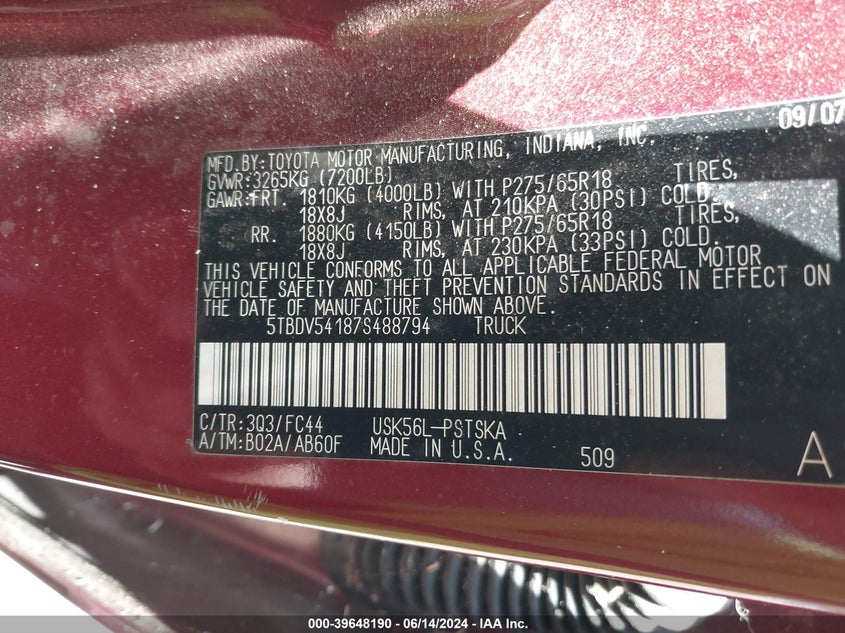 09/07
MFD.BY:TOYOTA MOTOR MANUFACTURING, INDIANA, INC.
GVWR:3265KG (7200LB)
GAWR:FRT. 1810KG (4000LB) WITH P275/65R18 TIRES,
18X8J RIMS, AT 210KPA (30PSI) COLD.
RR. 1880KG (4150LB) WITH P275/65R18 TIRES,
18X8J RIMS, AT 230KPA (33PSI) COLD.
THIS VEHICLE CONFORMS TO ALL APPLICABLE FEDERAL MOTOR
VEHICLE SAFETY AND THEFT PREVENTION STANDARDS IN EFFECT ON
THE DATE OF MANUFACTURE SHOWN ABOVE.
5TBDV54187S488794 TRUCK
C/TR:3Q3/FC44 USK56L-PSTSKA
A/TM:B02A/AB60F MADE IN U.S.A. 509 A
000-39648190 - 06/14/2024 - IAA Inc.